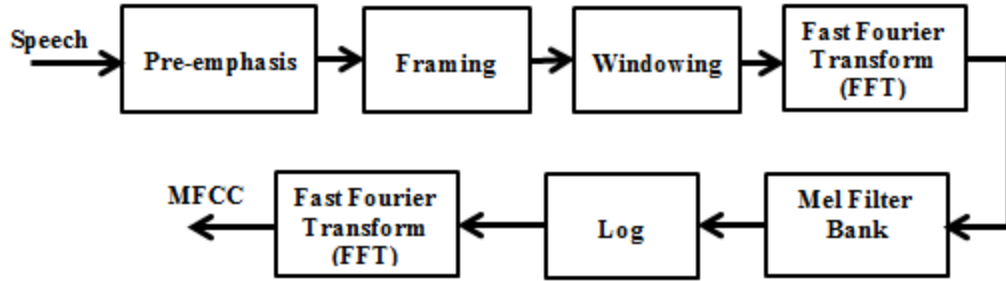 Speech
Pre-emphasis
Framing
Windowing
Fast Fourier
Transform
(FFT)
Mel Filter
Bank
Log
Fast Fourier
Transform
(FFT)
MFCC